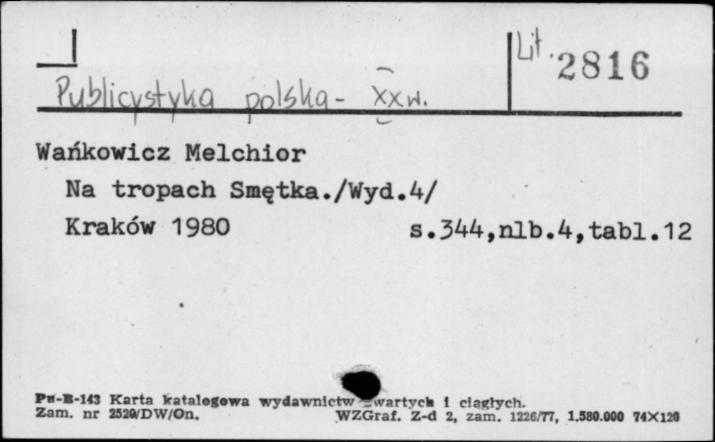 Lit. 2816
Publicystyka polska - XX w.
Wańkowicz Melchior
Na tropach Smętka./Wyd.4/
Kraków 1980 s.344,nlb.4,tabl.12
Pu-B-143 Karta katalogowa wydawnictw zwartych i ciągłych.
Zam. nr 2520/DW/On. WZGraf. Z-d 2, zam. 1226/77, 1.580.000 74X120